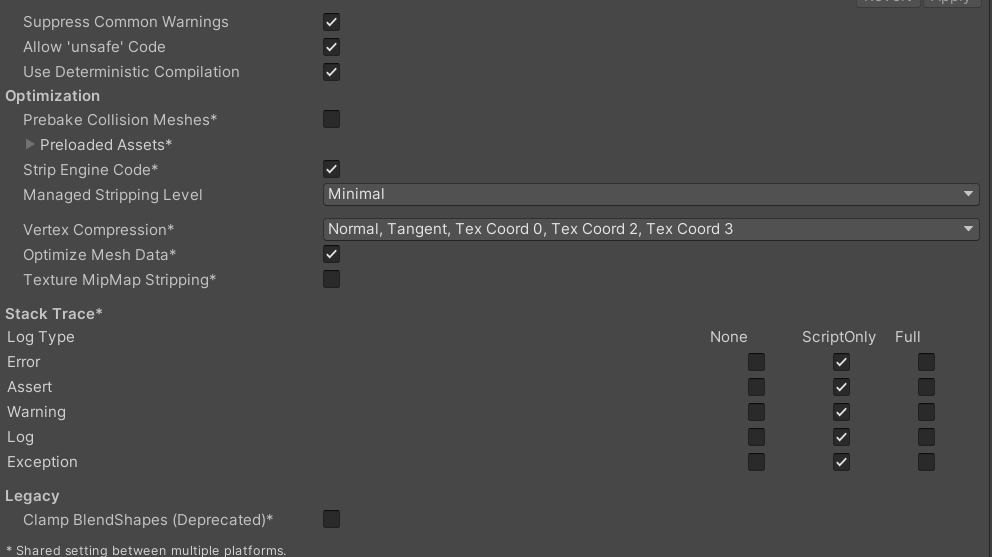 Suppress Common Warnings
Allow 'unsafe' Code
Use Deterministic Compilation
Optimization
Prebake Collision Meshes*
Preloaded Assets*
Strip Engine Code*
Managed Stripping Level Minimal
Vertex Compression* Normal, Tangent, Tex Coord 0, Tex Coord 2, Tex Coord 3
Optimize Mesh Data*
Texture MipMap Stripping*
Stack Trace*
Log Type None ScriptOnly Full
Error
Assert
Warning
Log
Exception
Legacy
Clamp BlendShapes (Deprecated)*
* Shared setting between multiple platforms.